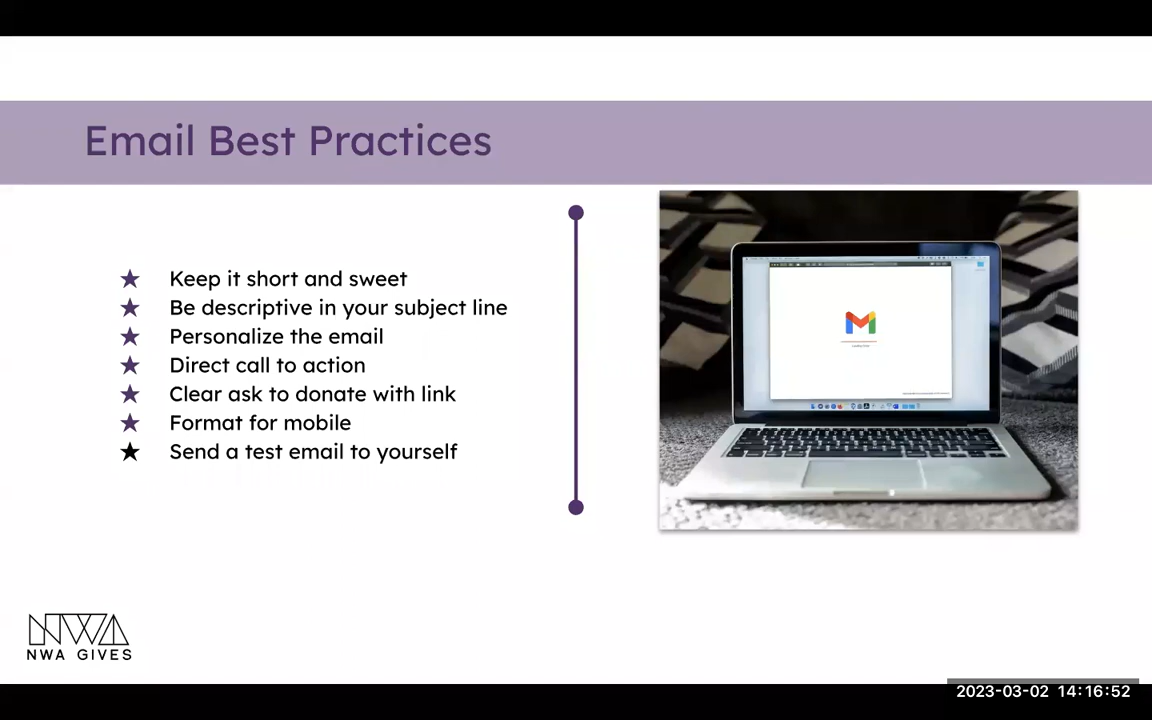 Email Best Practices
Keep it short and sweet
Be descriptive in your subject line
Personalize the email
Direct call to action
Clear ask to donate with link
Format for mobile
Send a test email to yourself
NWA
NWA GIVES
2023-03-02 14:16:52